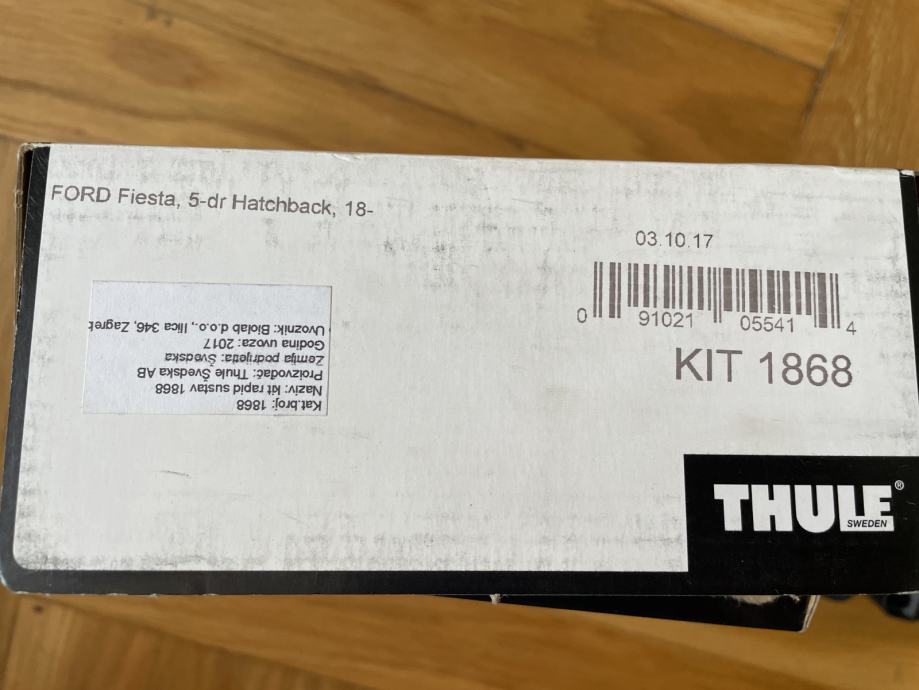 FORD Fiesta, 5-dr Hatchback, 18-
03.10.17
0 91021 05541 4
KIT 1868
Kat.broj: 1868
Naziv: kit rapid sustav 1868
Proizvođač: Thule Švedska AB
Zemlja podrijetla: Švedska
Godina uvoza: 2017
Uvoznik: Biolab d.o.o., Ilica 346, Zagreb
THULE®
SWEDEN